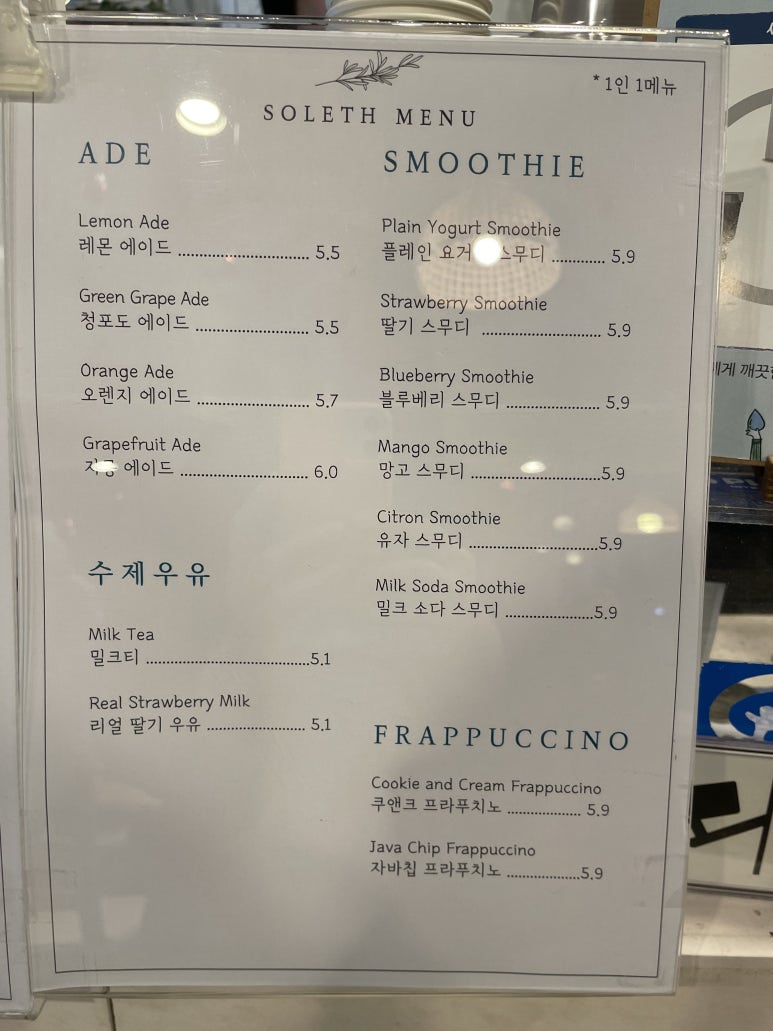 * 1인 1메뉴
SOLETH MENU
ADE
Lemon Ade
레몬 에이드 ........................................ 5.5
Green Grape Ade
청포도 에이드 ............................ 5.5
Orange Ade
오렌지 에이드 ............................ 5.7
Grapefruit Ade
에이드 ................................ 6.0
수제우유
Milk Tea
밀크티 .........................................5.1
Real Strawberry Milk
리얼 딸기 우유 ........................ 5.1
SMOOTHIE
Plain Yogurt Smoothie
플레인 요거 스무디 ............. 5.9
Strawberry Smoothie
딸기 스무디 .............................. 5.9
Blueberry Smoothie
블루베리 스무디 ....................... 5.9
Mango Smoothie
망고 스무디 ................................5.9
Citron Smoothie
유자 스무디 ................................5.9
Milk Soda Smoothie
밀크 소다 스무디 ......................5.9
FRAPPUCCINO
Cookie and Cream Frappuccino
쿠앤크 프라푸치노 .................. 5.9
Java Chip Frappuccino
자바칩 프라푸치노 ..................5.9